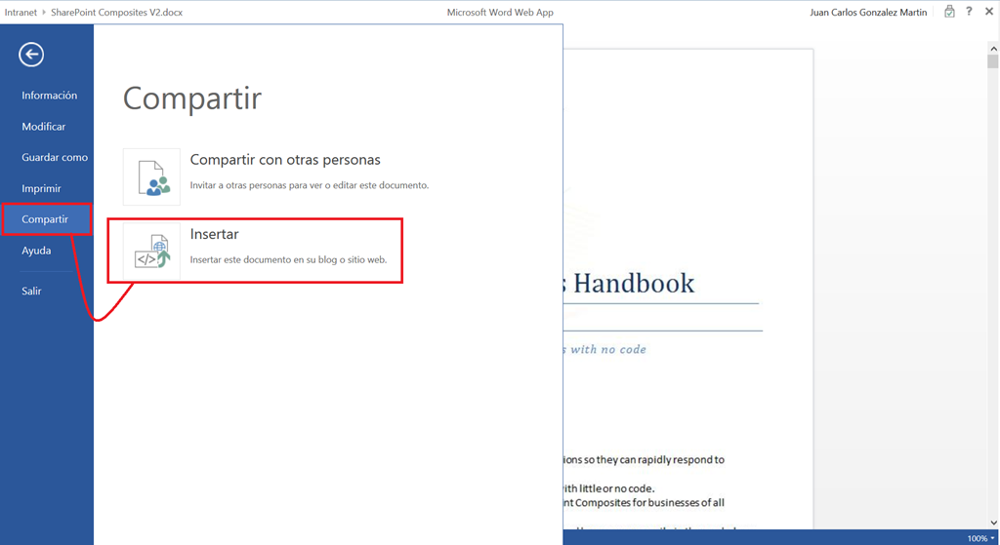 Intranet ▸ SharePoint Composites V2.docx
Microsoft Word Web App
Juan Carlos Gonzalez Martin
?
Información
Modificar
Guardar como
Imprimir
Compartir
Ayuda
Salir
Compartir
Compartir con otras personas
Invitar a otras personas para ver o editar este documento.
</>
Insertar
Insertar este documento en su blog o sitio web.
s Handbook
s with no code
ions so they can rapidly respond to
ith little or no code.
nt Composites for businesses of all
100%